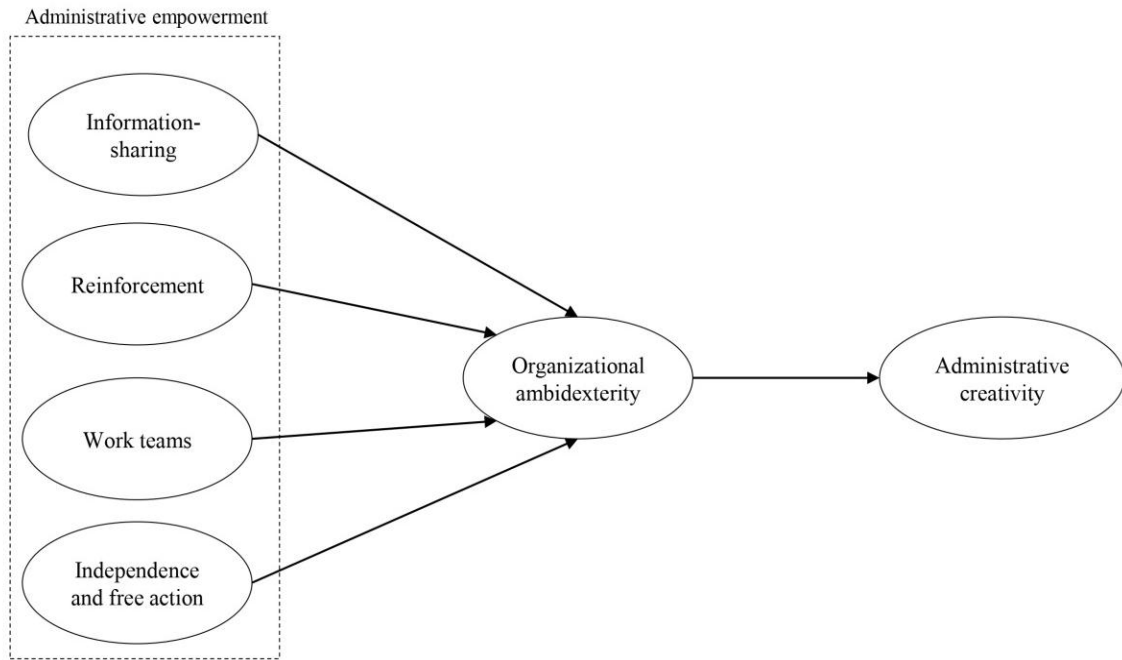 Administrative empowerment
Information-
sharing
Reinforcement
Work teams
Independence
and free action
Organizational
ambidexterity
Administrative
creativity